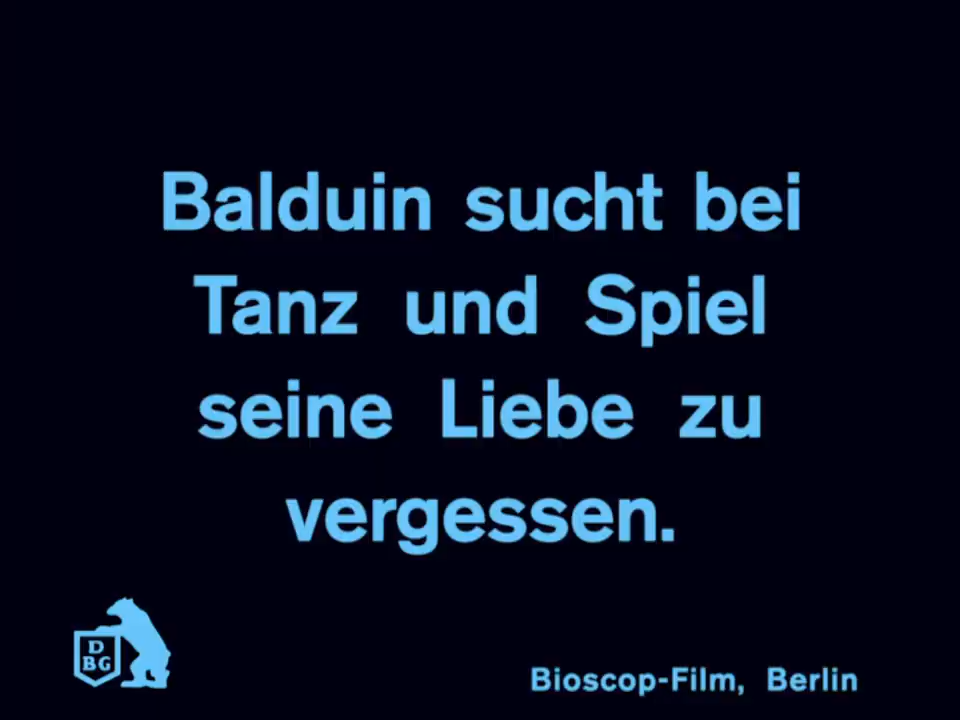 Balduin sucht bei
Tanz und Spiel
seine Liebe zu
vergessen.
D
BG
Bioscop-Film, Berlin